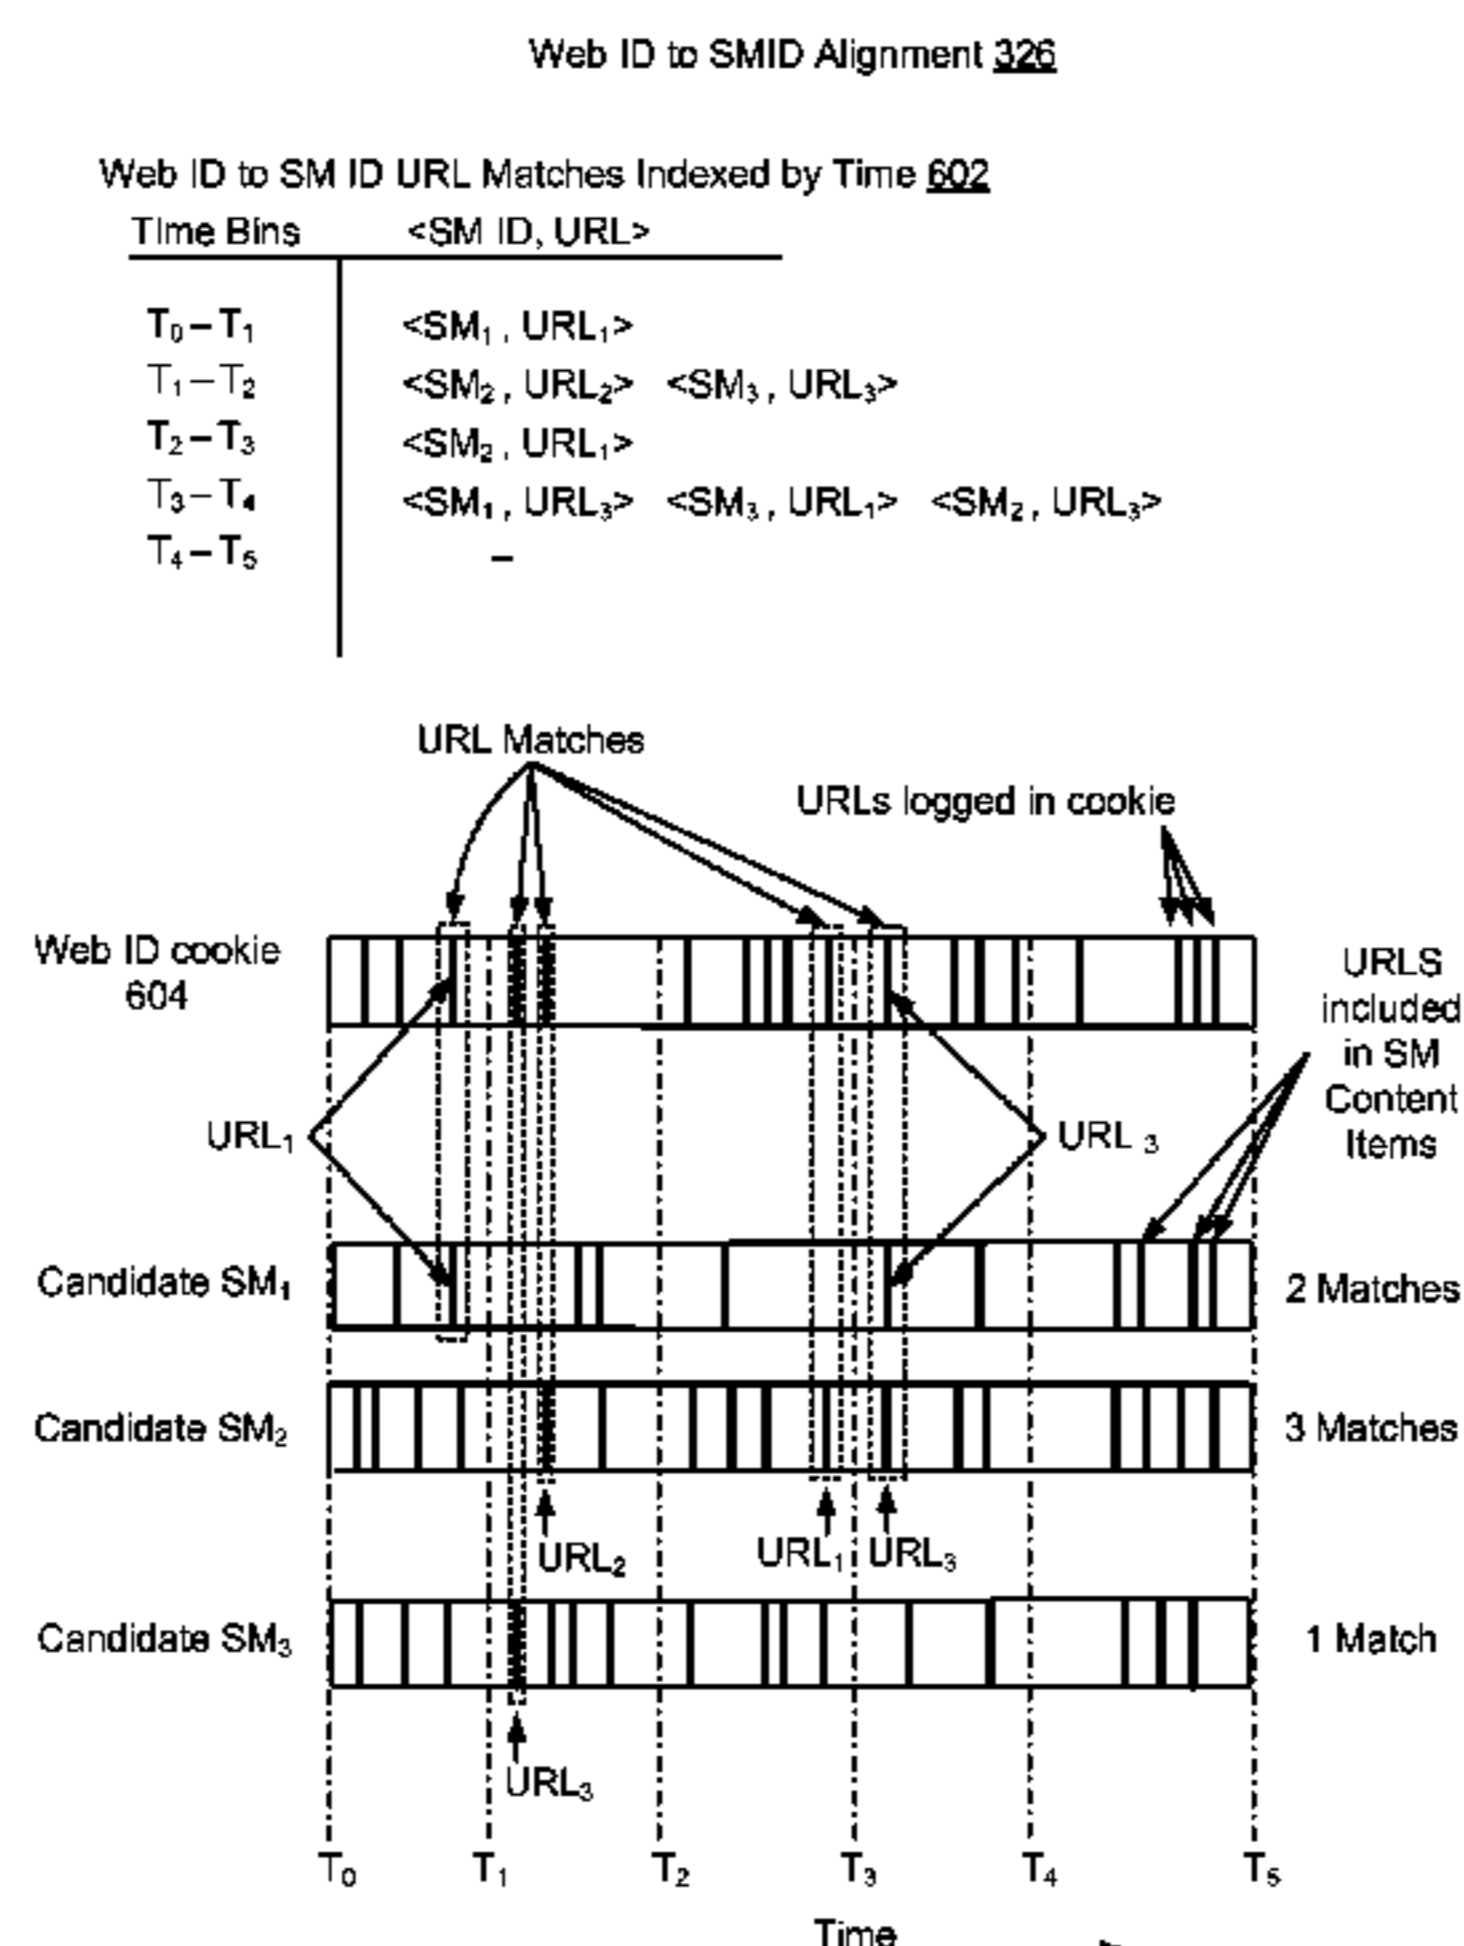 Web ID to SMID Alignment 326
Web ID to SM ID URL Matches Indexed by Time 602
Time Bins <SM ID, URL>
T₀–T₁ <SM₁, URL₁>
T₁–T₂ <SM₂, URL₂> <SM₃, URL₃>
T₂–T₃ <SM₂, URL₁>
T₃–T₄ <SM₁, URL₃> <SM₃, URL₁> <SM₂, URL₃>
T₄–T₅ –
URL Matches
URLs logged in cookie
Web ID cookie
604
URLS
included
in SM
Content
Items
URL₁
URL ₃
Candidate SM₁
2 Matches
Candidate SM₂
3 Matches
URL₂
URL₁
URL₃
Candidate SM₃
1 Match
URL₃
T₀ T₁ T₂ T₃ T₄ T₅
Time